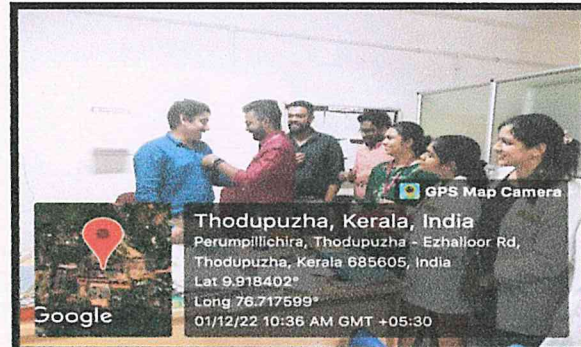 GPS Map Camera
Thodupuzha, Kerala, India
Perumpillichira, Thodupuzha - Ezhalloor Rd,
Thodupuzha, Kerala 685605, India
Lat 9.918402°
Long 76.717599°
01/12/22 10:36 AM GMT +05:30
Google